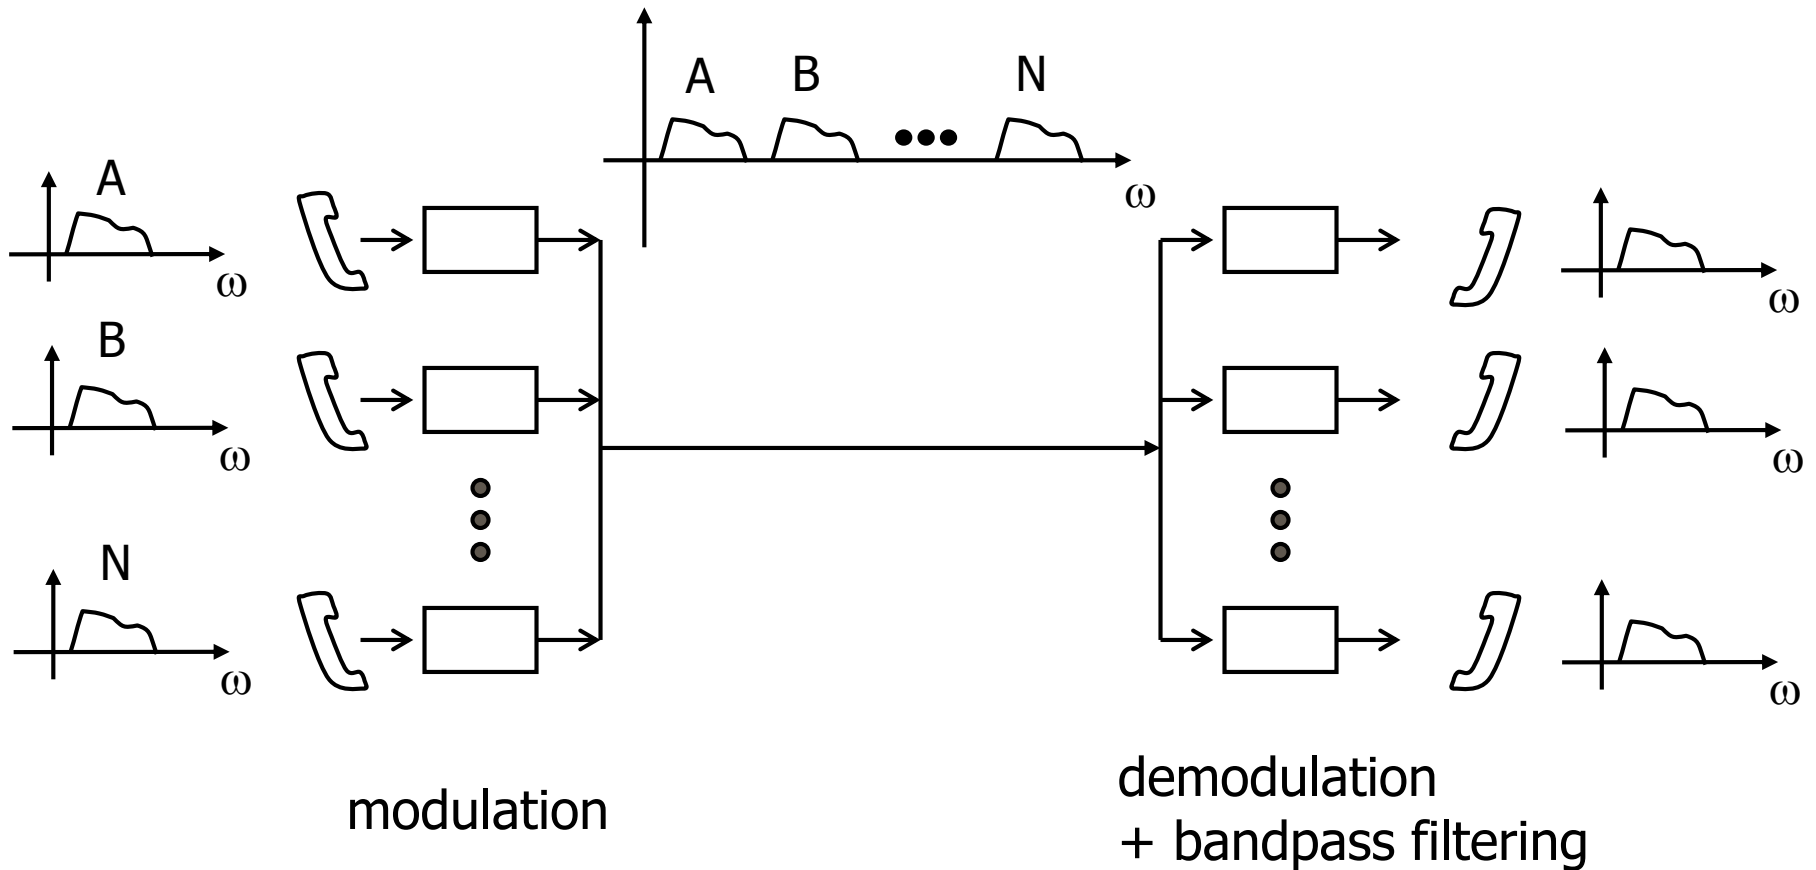 A B N
ω
A
ω
ω
B
ω
ω
N
ω
ω
modulation
demodulation
+ bandpass filtering